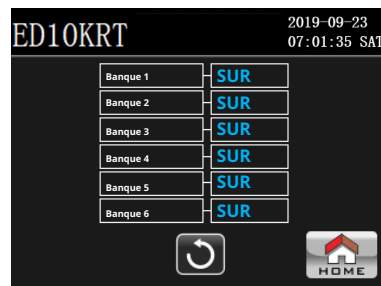 ED10KRT
2019-09-23
07:01:35 SAT
Banque 1 SUR
Banque 2 SUR
Banque 3 SUR
Banque 4 SUR
Banque 5 SUR
Banque 6 SUR
HOME